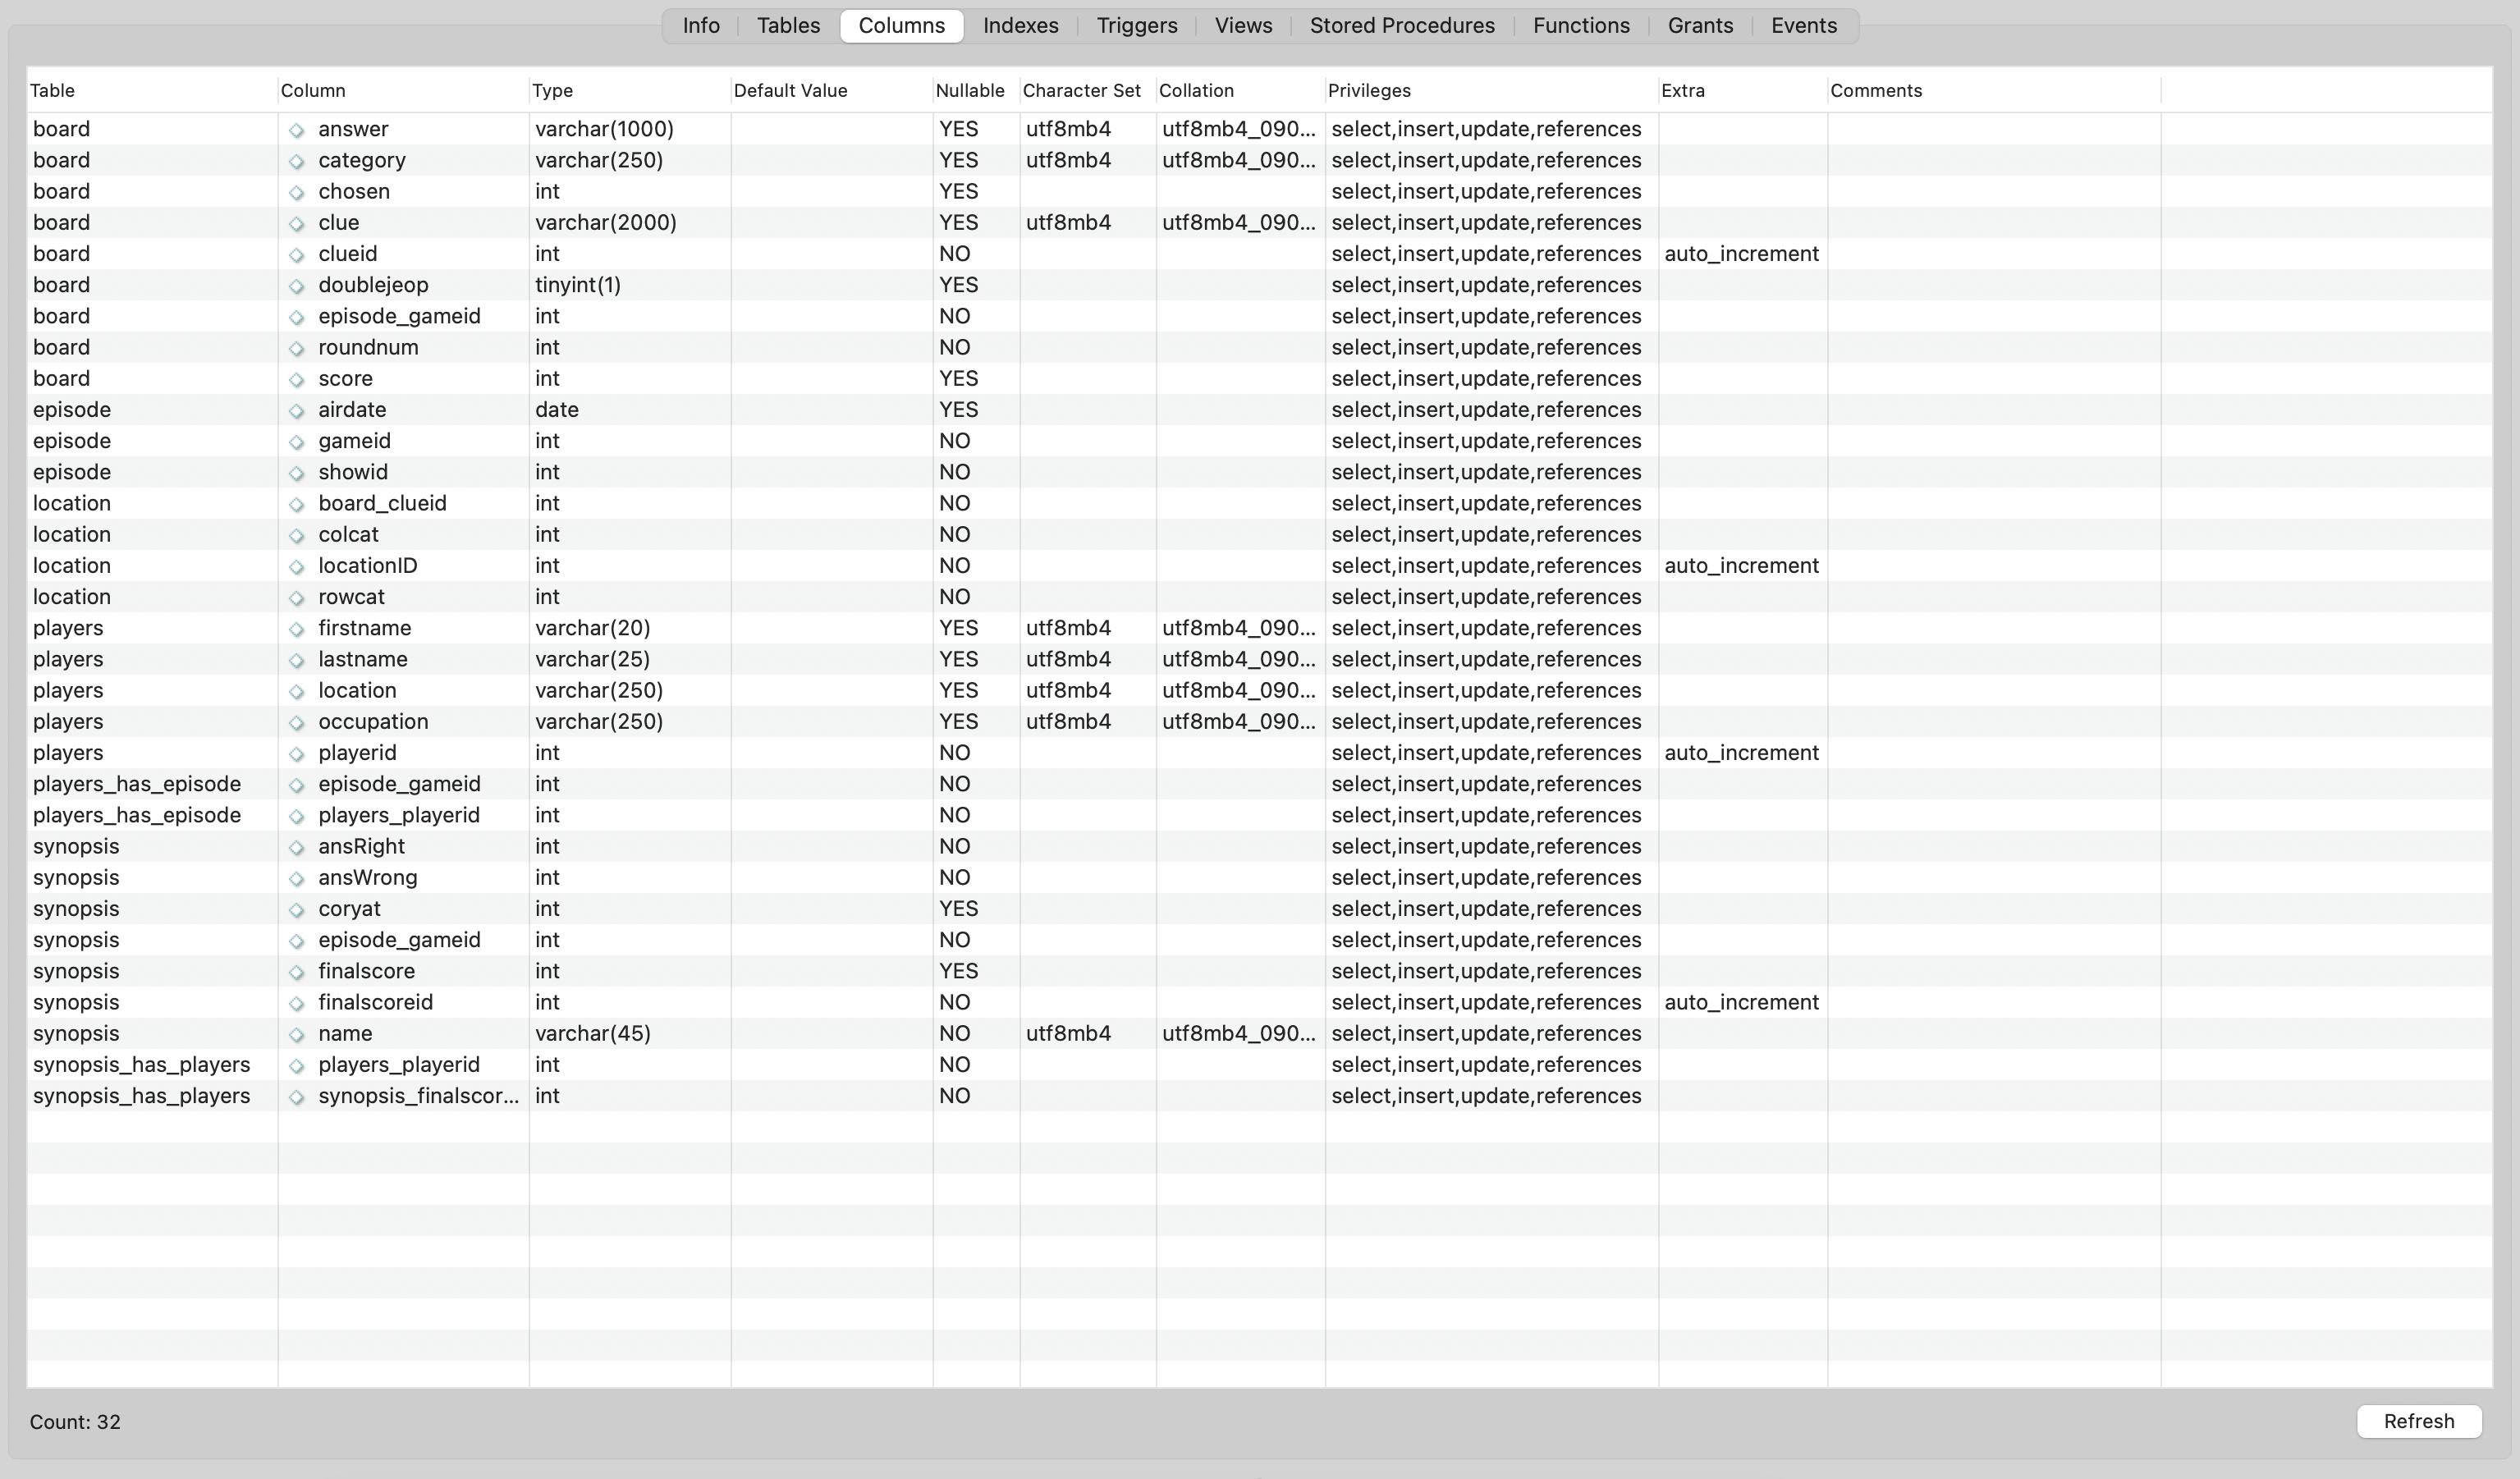 Info Tables Columns Indexes Triggers Views Stored Procedures Functions Grants Events
Table Column Type Default Value Nullable Character Set Collation Privileges Extra Comments
board answer varchar(1000) YES utf8mb4 utf8mb4_090... select,insert,update,references
board category varchar(250) YES utf8mb4 utf8mb4_090... select,insert,update,references
board chosen int YES select,insert,update,references
board clue varchar(2000) YES utf8mb4 utf8mb4_090... select,insert,update,references
board clueid int NO select,insert,update,references auto_increment
board doublejeop tinyint(1) YES select,insert,update,references
board episode_gameid int NO select,insert,update,references
board roundnum int NO select,insert,update,references
board score int YES select,insert,update,references
episode airdate date YES select,insert,update,references
episode gameid int NO select,insert,update,references
episode showid int NO select,insert,update,references
location board_clueid int NO select,insert,update,references
location colcat int NO select,insert,update,references
location locationID int NO select,insert,update,references auto_increment
location rowcat int NO select,insert,update,references
players firstname varchar(20) YES utf8mb4 utf8mb4_090... select,insert,update,references
players lastname varchar(25) YES utf8mb4 utf8mb4_090... select,insert,update,references
players location varchar(250) YES utf8mb4 utf8mb4_090... select,insert,update,references
players occupation varchar(250) YES utf8mb4 utf8mb4_090... select,insert,update,references
players playerid int NO select,insert,update,references auto_increment
players_has_episode episode_gameid int NO select,insert,update,references
players_has_episode players_playerid int NO select,insert,update,references
synopsis ansRight int NO select,insert,update,references
synopsis ansWrong int NO select,insert,update,references
synopsis coryat int YES select,insert,update,references
synopsis episode_gameid int NO select,insert,update,references
synopsis finalscore int YES select,insert,update,references
synopsis finalscoreid int NO select,insert,update,references auto_increment
synopsis name varchar(45) NO utf8mb4 utf8mb4_090... select,insert,update,references
synopsis_has_players players_playerid int NO select,insert,update,references
synopsis_has_players synopsis_finalscor... int NO select,insert,update,references
Count: 32 Refresh